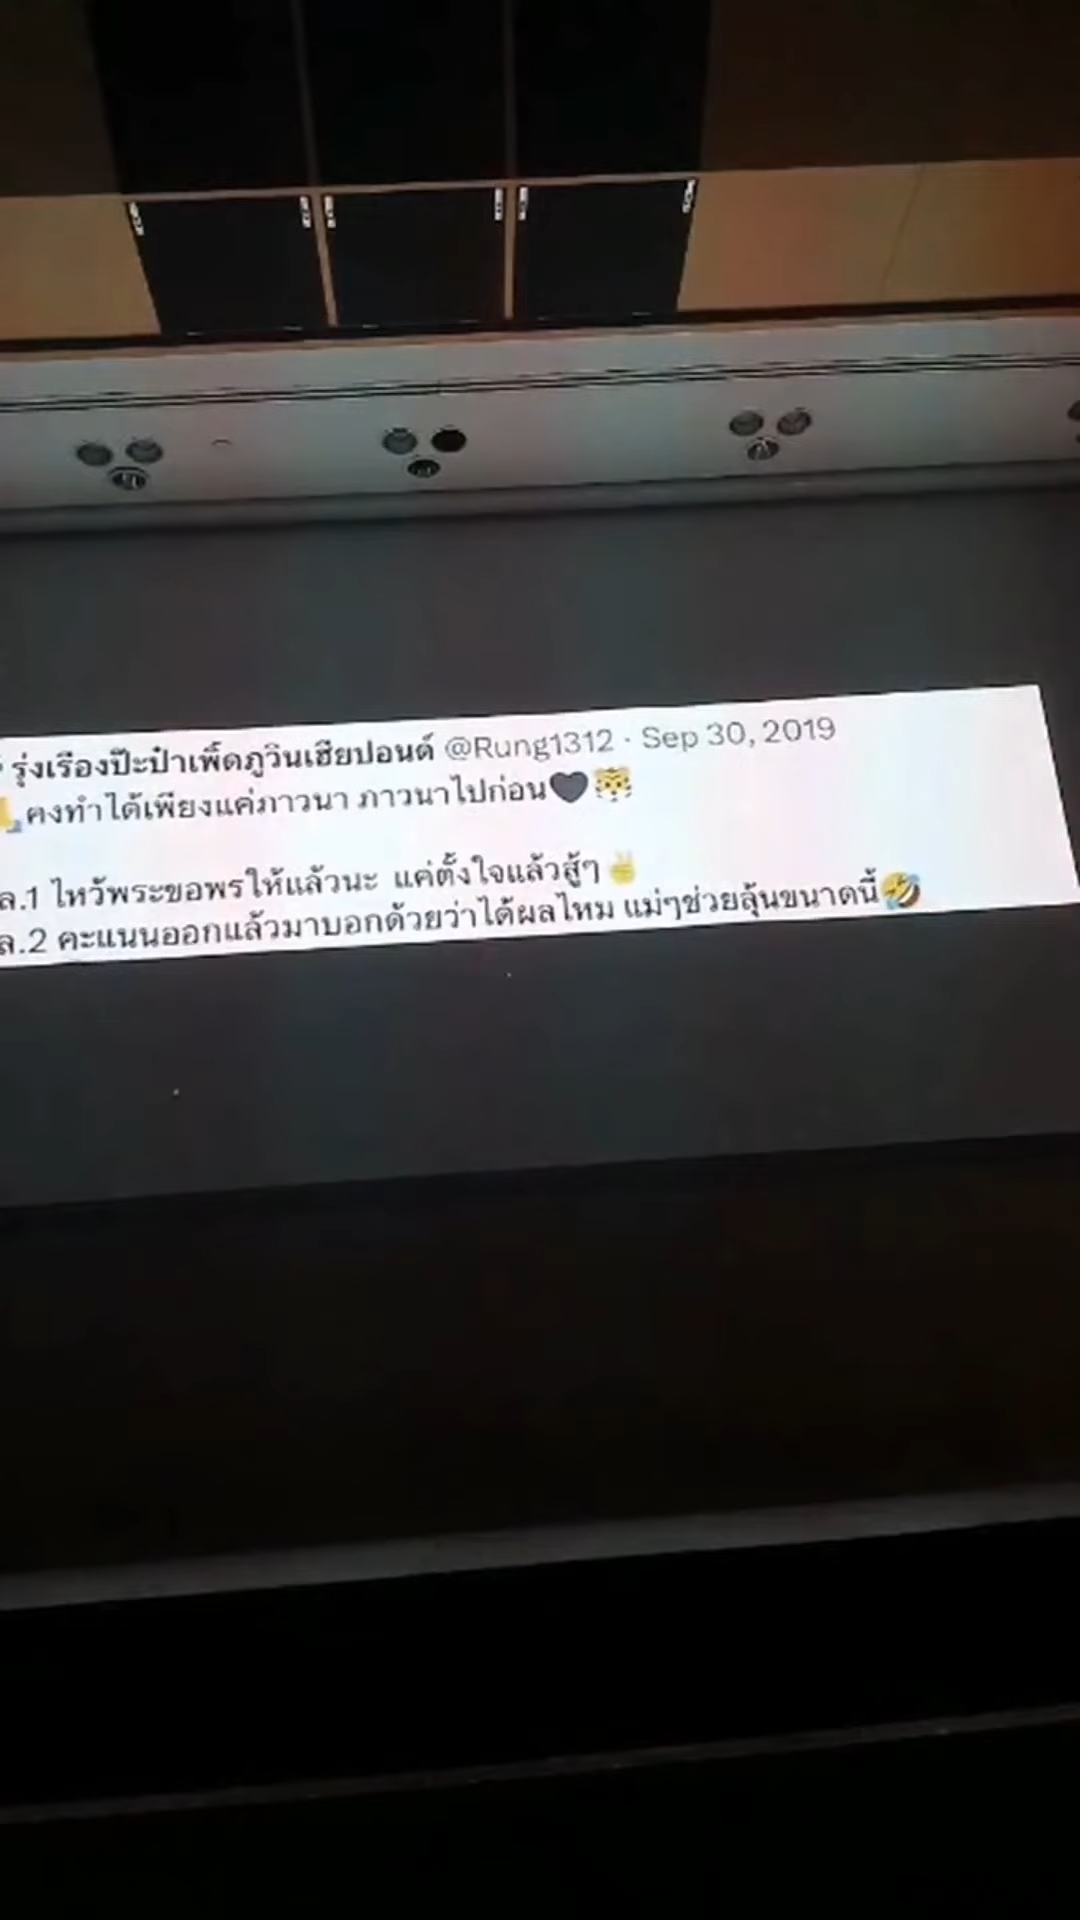 รุ่งเรืองป๊ะป๋าเพิ้ดภูวินเฮียปอนด์ @Rung1312 · Sep 30, 2019
คงทำได้เพียงแค่ภาวนา ภาวนาไปก่อน🖤🐯
ล.1 ไหว้พระขอพรให้แล้วนะ แค่ตั้งใจแล้วสู้ๆ✌️
ล.2 คะแนนออกแล้วมาบอกด้วยว่าได้ผลไหม แม่ๆช่วยลุ้นขนาดนี้🤣